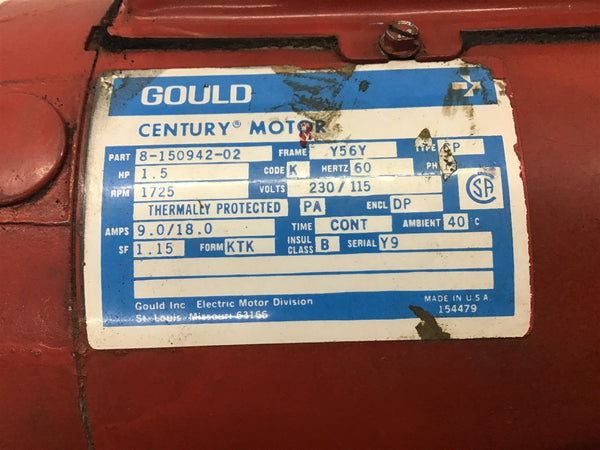 GOULD
CENTURY® MOTOR
PART 8-150942-02 FRAME Y56Y TYPE CP
HP 1.5 CODE K HERTZ 60 PH
RPM 1725 VOLTS 230/115
THERMALLY PROTECTED PA ENCL DP
AMPS 9.0/18.0 TIME CONT AMBIENT 40°C
SF 1.15 FORM KTK INSUL CLASS B SERIAL Y9
Gould Inc. Electric Motor Division
St. Louis Missouri 63166
MADE IN U.S.A.
154479
SA